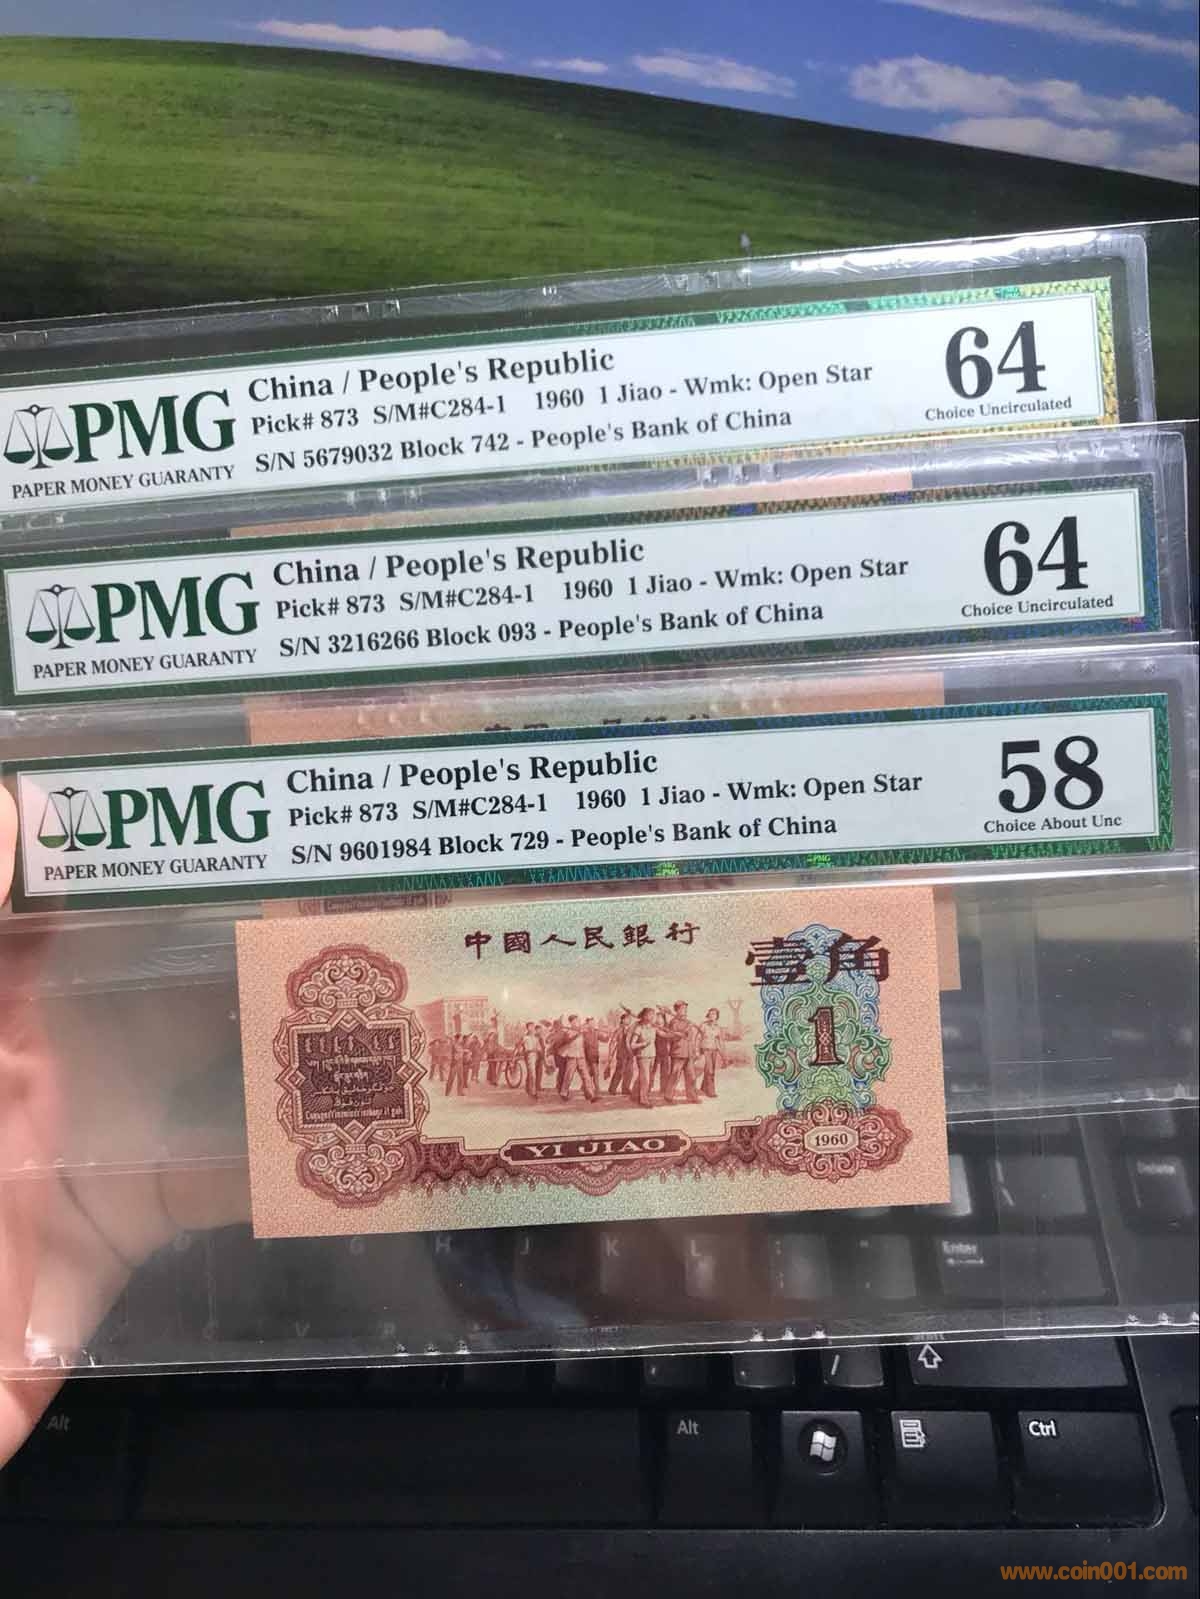 China / People's Republic
Pick# 873 S/M#C284-1 1960 1 Jiao - Wmk: Open Star
S/N 5679032 Block 742 - People's Bank of China
PMG
PAPER MONEY GUARANTY
64
Choice Uncirculated
China / People's Republic
Pick# 873 S/M#C284-1 1960 1 Jiao - Wmk: Open Star
S/N 3216266 Block 093 - People's Bank of China
PMG
PAPER MONEY GUARANTY
64
Choice Uncirculated
China / People's Republic
Pick# 873 S/M#C284-1 1960 1 Jiao - Wmk: Open Star
S/N 9601984 Block 729 - People's Bank of China
PMG
PAPER MONEY GUARANTY
58
Choice About Unc
中國人民銀行
壹角
1
YI JIAO
1960
G H J K L : "
Enter
Delete
Shift
/
Alt
Alt
Ctrl
www.coin001.com